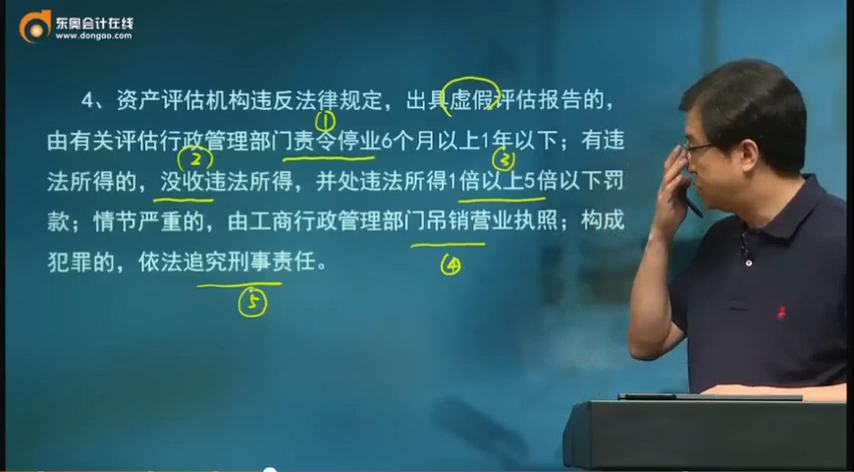 东奥会计在线
www.dongao.com
4、资产评估机构违反法律规定，出具虚假评估报告的，
①
由有关评估行政管理部门责令停业6个月以上1年以下；有违
② ③
法所得的，没收违法所得，并处违法所得1倍以上5倍以下罚
款；情节严重的，由工商行政管理部门吊销营业执照；构成
犯罪的，依法追究刑事责任。
④
⑤